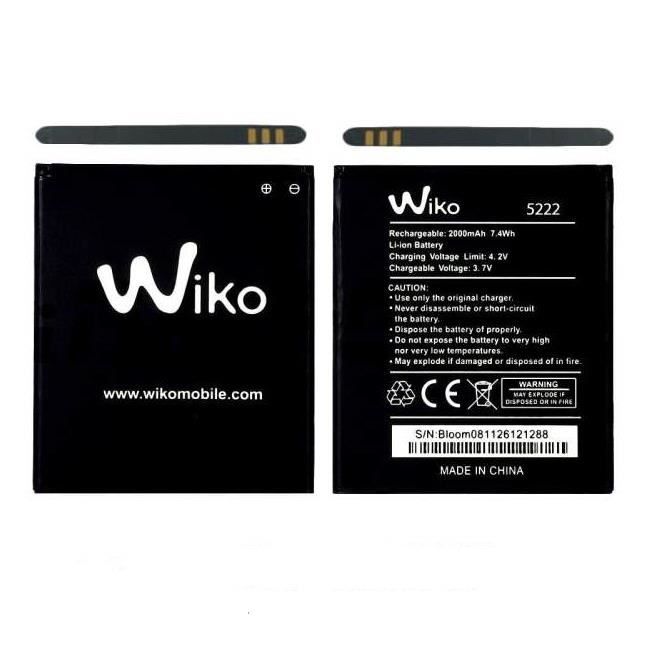 Wiko
www.wikomobile.com
Wiko 5222
Rechargeable: 2000mAh 7.4Wh
Li-ion Battery
Charging Voltage Limit: 4.2V
Chargeable Voltage: 3.7V
CAUTION:
• Use only the original charger.
• Never disassemble or short-circuit
the battery.
• Dispose the battery of properly.
• Do not expose the battery to very high
nor very low temperatures.
• May explode if damaged or disposed of in fire.
CE
WARNING
MAY EXPLODE IF
DISPOSED OR IN FIRE
S/N:Bloom081126121288
MADE IN CHINA